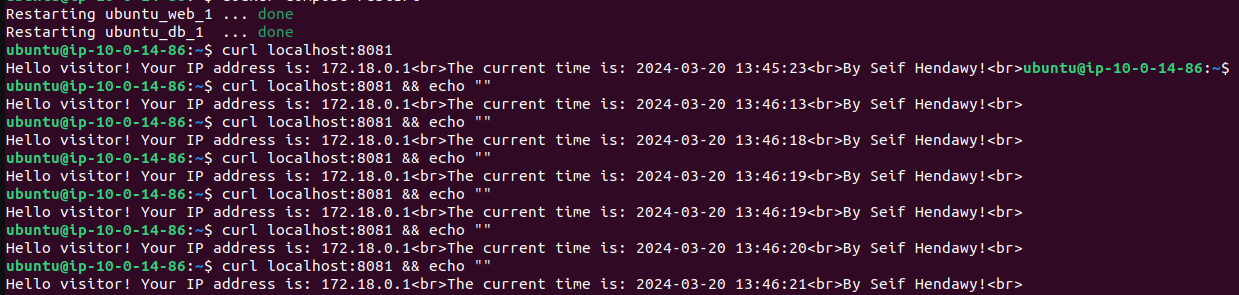 Restarting ubuntu_web_1 ... done
Restarting ubuntu_db_1  ... done
ubuntu@ip-10-0-14-86:~$ curl localhost:8081
Hello visitor! Your IP address is: 172.18.0.1<br>The current time is: 2024-03-20 13:45:23<br>By Seif Hendawy!<br>ubuntu@ip-10-0-14-86:~$
ubuntu@ip-10-0-14-86:~$ curl localhost:8081 && echo ""
Hello visitor! Your IP address is: 172.18.0.1<br>The current time is: 2024-03-20 13:46:13<br>By Seif Hendawy!<br>
ubuntu@ip-10-0-14-86:~$ curl localhost:8081 && echo ""
Hello visitor! Your IP address is: 172.18.0.1<br>The current time is: 2024-03-20 13:46:18<br>By Seif Hendawy!<br>
ubuntu@ip-10-0-14-86:~$ curl localhost:8081 && echo ""
Hello visitor! Your IP address is: 172.18.0.1<br>The current time is: 2024-03-20 13:46:19<br>By Seif Hendawy!<br>
ubuntu@ip-10-0-14-86:~$ curl localhost:8081 && echo ""
Hello visitor! Your IP address is: 172.18.0.1<br>The current time is: 2024-03-20 13:46:19<br>By Seif Hendawy!<br>
ubuntu@ip-10-0-14-86:~$ curl localhost:8081 && echo ""
Hello visitor! Your IP address is: 172.18.0.1<br>The current time is: 2024-03-20 13:46:20<br>By Seif Hendawy!<br>
ubuntu@ip-10-0-14-86:~$ curl localhost:8081 && echo ""
Hello visitor! Your IP address is: 172.18.0.1<br>The current time is: 2024-03-20 13:46:21<br>By Seif Hendawy!<br>